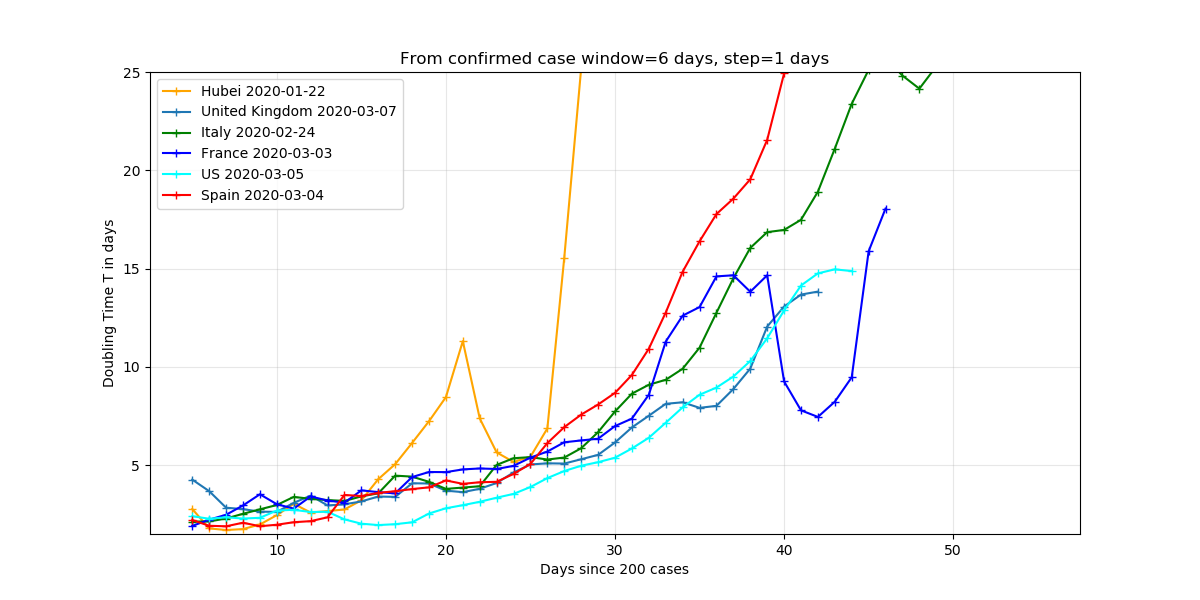 From confirmed case window=6 days, step=1 days
25
20
15
10
5
Doubling Time T in days
Hubei 2020-01-22
United Kingdom 2020-03-07
Italy 2020-02-24
France 2020-03-03
US 2020-03-05
Spain 2020-03-04
10 20 30 40 50
Days since 200 cases